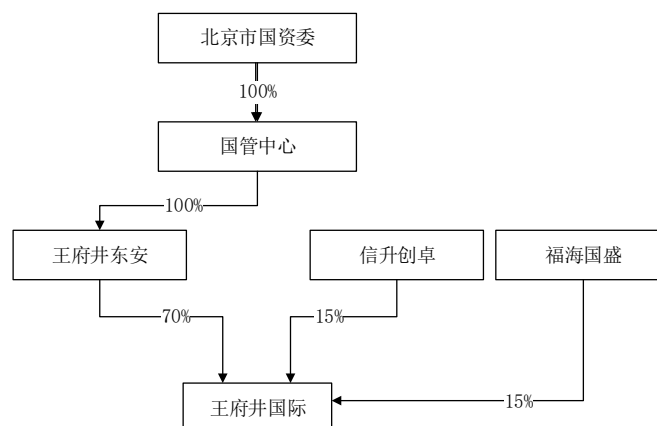 北京市国资委
100%
国管中心
100%
王府井东安
信升创卓
福海国盛
70%
15%
王府井国际
15%